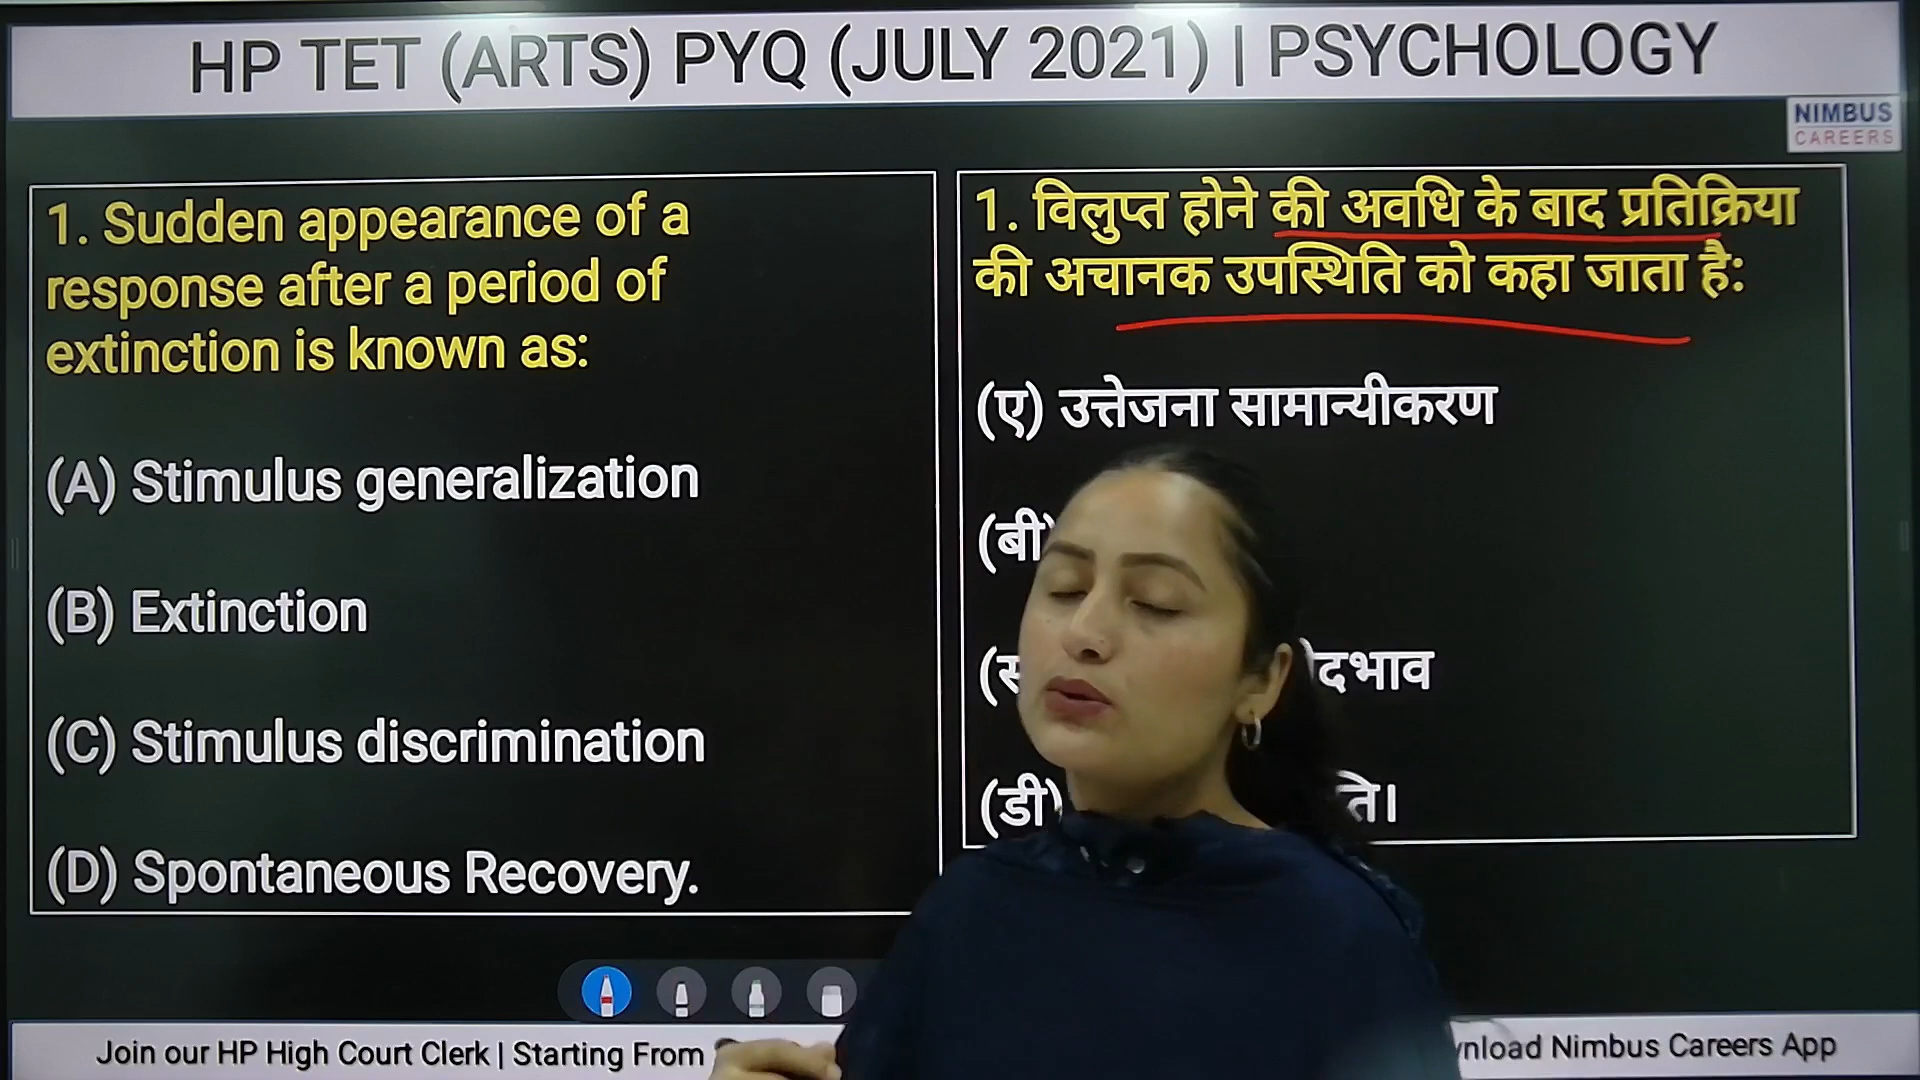 HP TET (ARTS) PYQ (JULY 2021) | PSYCHOLOGY
NIMBUS
CAREERS
1. Sudden appearance of a
response after a period of
extinction is known as:
(A) Stimulus generalization
(B) Extinction
(C) Stimulus discrimination
(D) Spontaneous Recovery.
1. विलुप्त होने की अवधि के बाद प्रतिक्रिया
की अचानक उपस्थिति को कहा जाता है:
(ए) उत्तेजना सामान्यीकरण
(बी)
(डी)
Join our HP High Court Clerk | Starting From
Nimbus Careers App